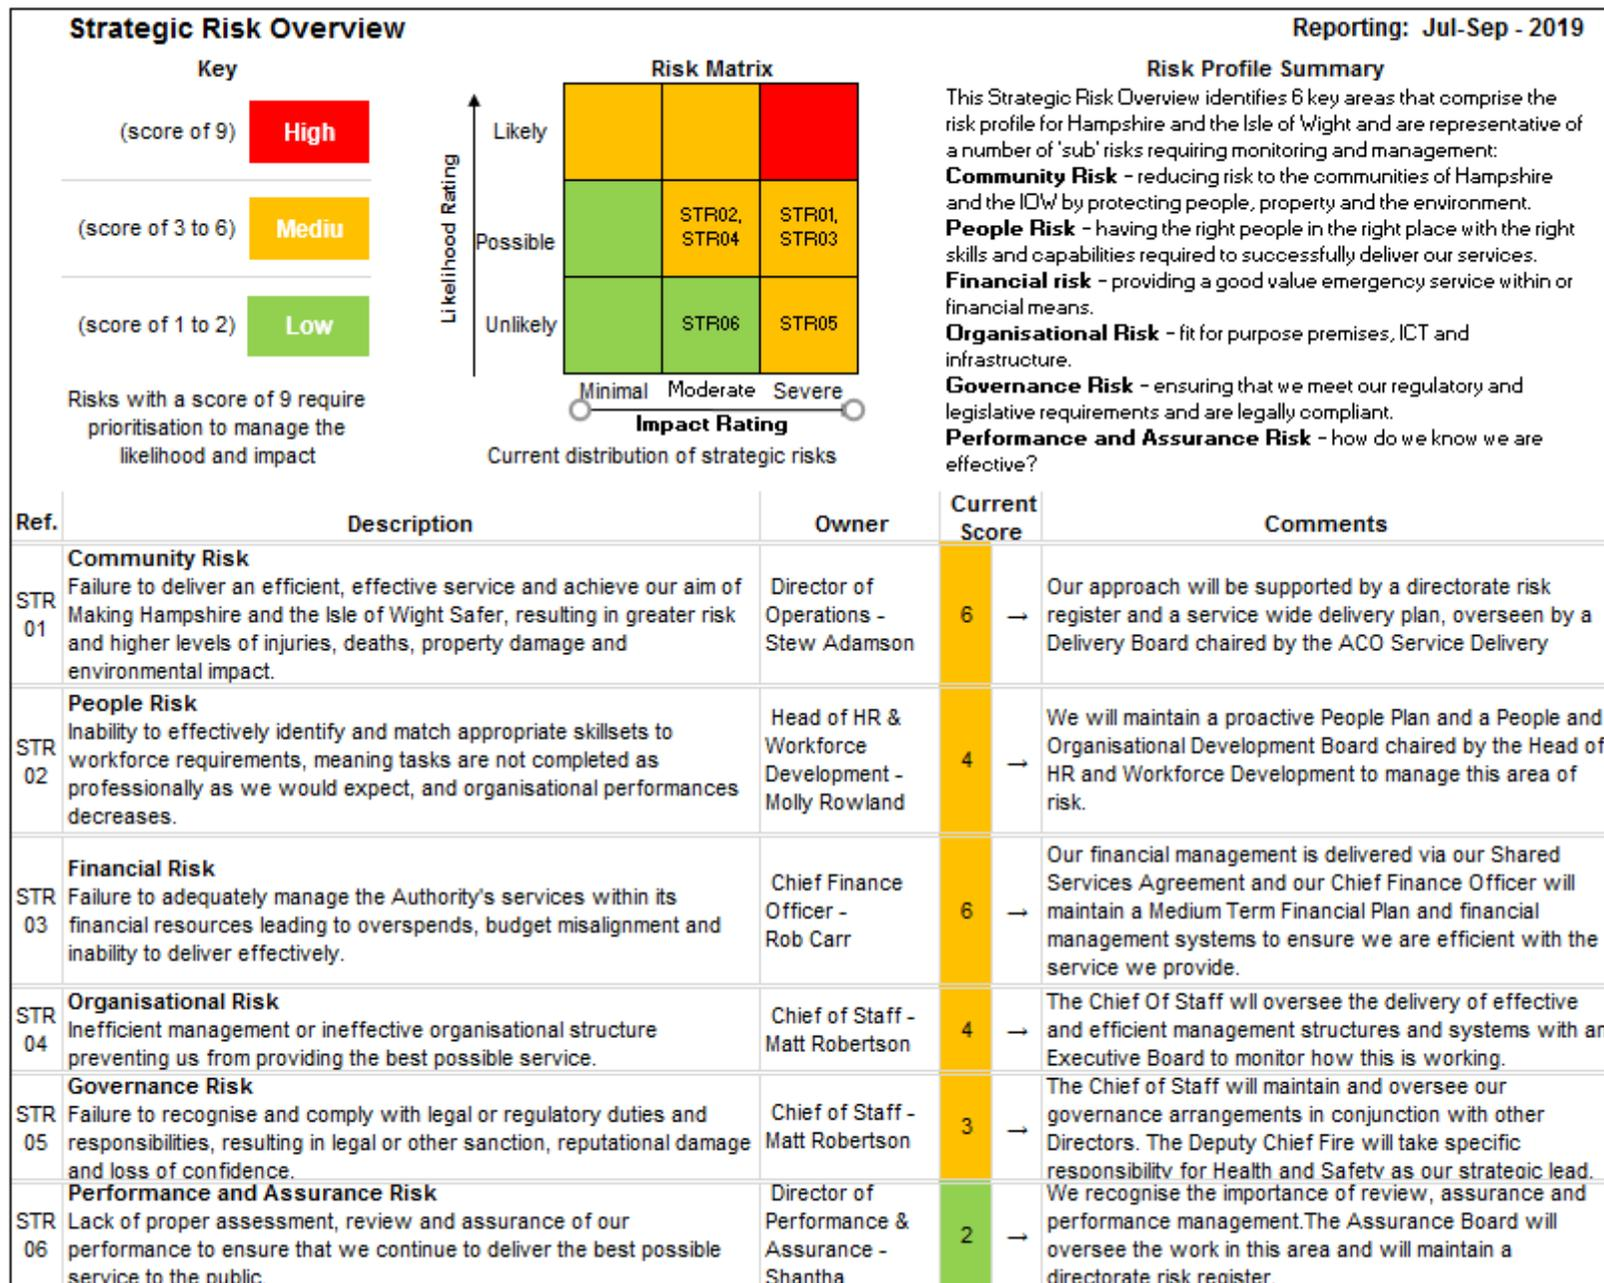 Strategic Risk Overview
Reporting: Jul-Sep - 2019
Key
(score of 9) High
(score of 3 to 6) Mediu
(score of 1 to 2) Low
Risks with a score of 9 require
prioritisation to manage the
likelihood and impact
Risk Matrix
Likelihood Rating
Likely
Possible
STR02,
STR04
STR01,
STR03
Unlikely
STR06
STR05
Minimal Moderate Severe
Impact Rating
Current distribution of strategic risks
Risk Profile Summary
This Strategic Risk Overview identifies 6 key areas that comprise the
risk profile for Hampshire and the Isle of Wight and are representative of
a number of 'sub' risks requiring monitoring and management:
Community Risk - reducing risk to the communities of Hampshire
and the IOW by protecting people, property and the environment.
People Risk - having the right people in the right place with the right
skills and capabilities required to successfully deliver our services.
Financial risk - providing a good value emergency service within or
financial means.
Organisational Risk - fit for purpose premises, ICT and
infrastructure.
Governance Risk - ensuring that we meet our regulatory and
legislative requirements and are legally compliant.
Performance and Assurance Risk - how do we know we are
effective?
Ref.
Description
Owner
Current
Score
Comments
STR
01
Community Risk
Failure to deliver an efficient, effective service and achieve our aim of
Making Hampshire and the Isle of Wight Safer, resulting in greater risk
and higher levels of injuries, deaths, property damage and
environmental impact.
Director of
Operations -
Stew Adamson
6 →
Our approach will be supported by a directorate risk
register and a service wide delivery plan, overseen by a
Delivery Board chaired by the ACO Service Delivery
STR
02
People Risk
Inability to effectively identify and match appropriate skillsets to
workforce requirements, meaning tasks are not completed as
professionally as we would expect, and organisational performances
decreases.
Head of HR &
Workforce
Development -
Molly Rowland
4 →
We will maintain a proactive People Plan and a People and
Organisational Development Board chaired by the Head of
HR and Workforce Development to manage this area of
risk.
STR
03
Financial Risk
Failure to adequately manage the Authority's services within its
financial resources leading to overspends, budget misalignment and
inability to deliver effectively.
Chief Finance
Officer -
Rob Carr
6 →
Our financial management is delivered via our Shared
Services Agreement and our Chief Finance Officer will
maintain a Medium Term Financial Plan and financial
management systems to ensure we are efficient with the
service we provide.
STR
04
Organisational Risk
Inefficient management or ineffective organisational structure
preventing us from providing the best possible service.
Chief of Staff -
Matt Robertson
4 →
The Chief Of Staff wll oversee the delivery of effective
and efficient management structures and systems with an
Executive Board to monitor how this is working.
STR
05
Governance Risk
Failure to recognise and comply with legal or regulatory duties and
responsibilities, resulting in legal or other sanction, reputational damage
and loss of confidence.
Chief of Staff -
Matt Robertson
3 →
The Chief of Staff will maintain and oversee our
governance arrangements in conjunction with other
Directors. The Deputy Chief Fire will take specific
responsibility for Health and Safety as our strategic lead.
STR
06
Performance and Assurance Risk
Lack of proper assessment, review and assurance of our
performance to ensure that we continue to deliver the best possible
service to the public.
Director of
Performance &
Assurance -
Shantha
2 →
We recognise the importance of review, assurance and
performance management.The Assurance Board will
oversee the work in this area and will maintain a
directorate risk register.